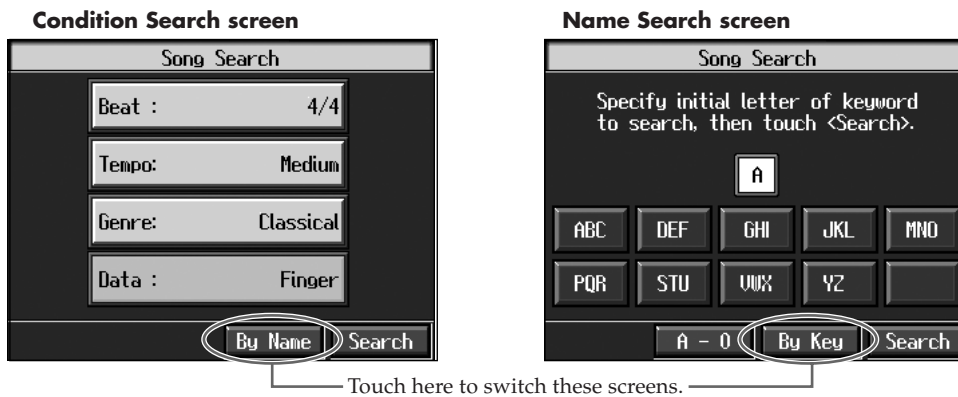 Condition Search screen
Song Search
Beat : 4/4
Tempo: Medium
Genre: Classical
Data : Finger
By Name Search
Name Search screen
Song Search
Specify initial letter of keyword
to search, then touch <Search>.
A
ABC DEF GHI JKL MNO
PQR STU VWX YZ
A - 0 By Key Search
Touch here to switch these screens.